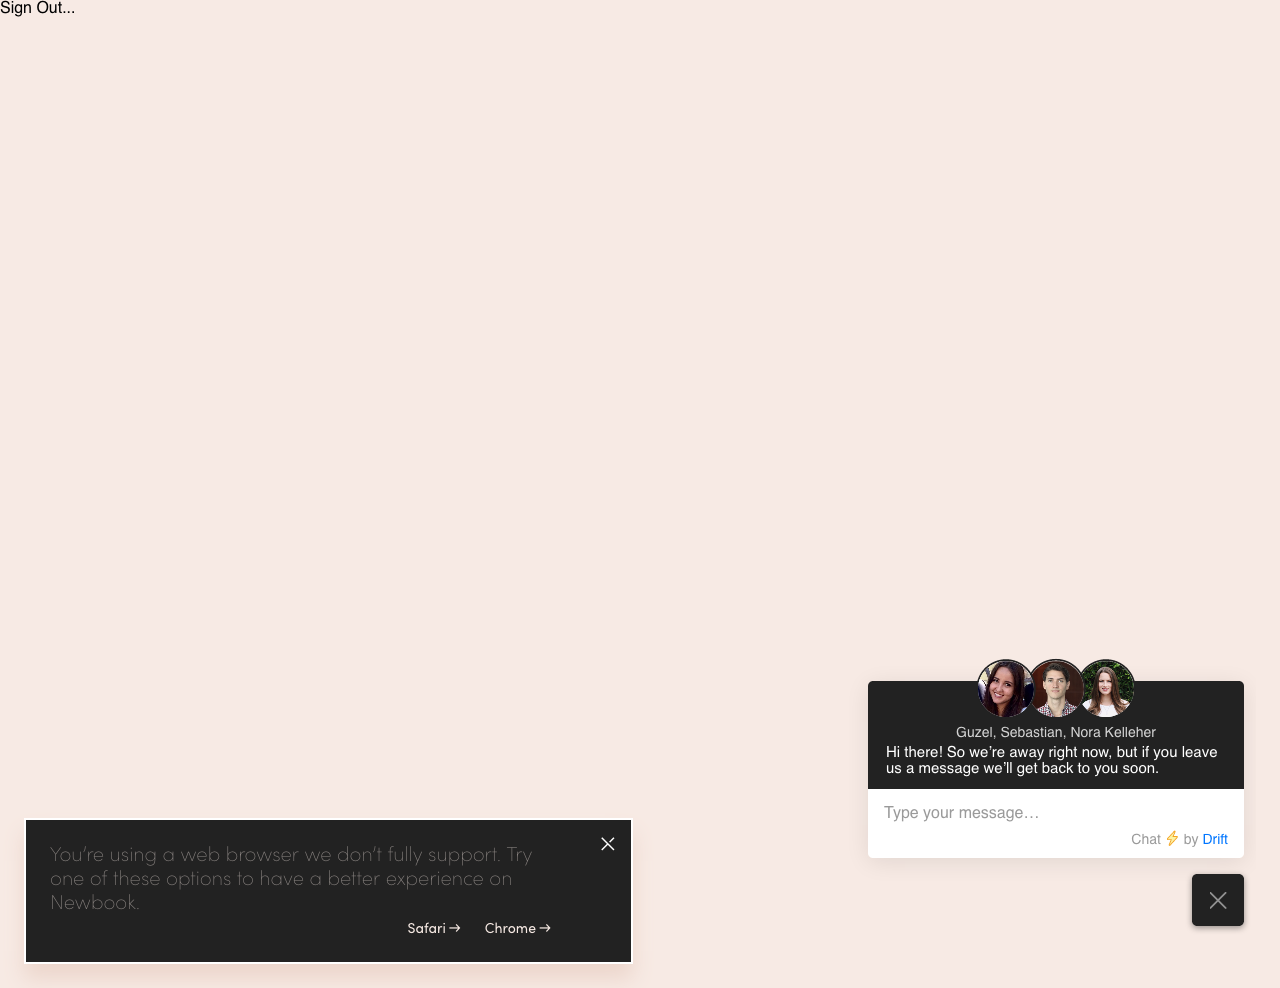 Sign Out...
Guzel, Sebastian, Nora Kelleher
Hi there! So we’re away right now, but if you leave
us a message we’ll get back to you soon.
Type your message…
Chat by Drift
You’re using a web browser we don’t fully support. Try
one of these options to have a better experience on
Newbook.
Safari → Chrome →